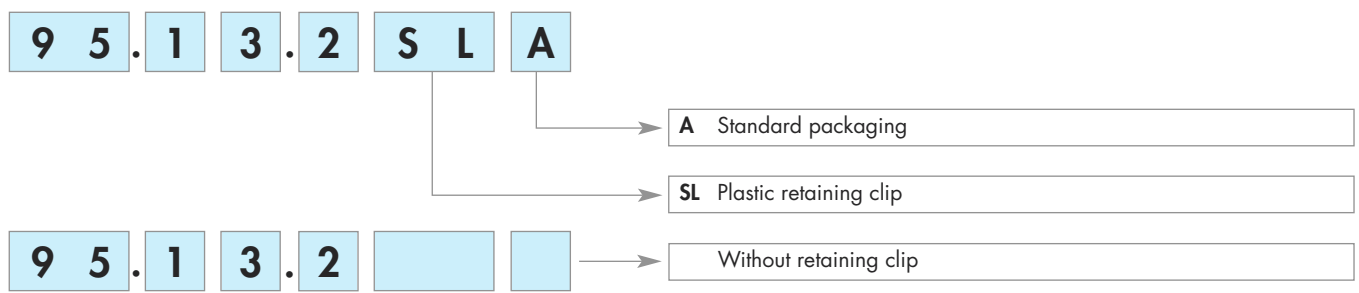 9 5 . 1 3 . 2 S L A
A Standard packaging
SL Plastic retaining clip
9 5 . 1 3 . 2
Without retaining clip